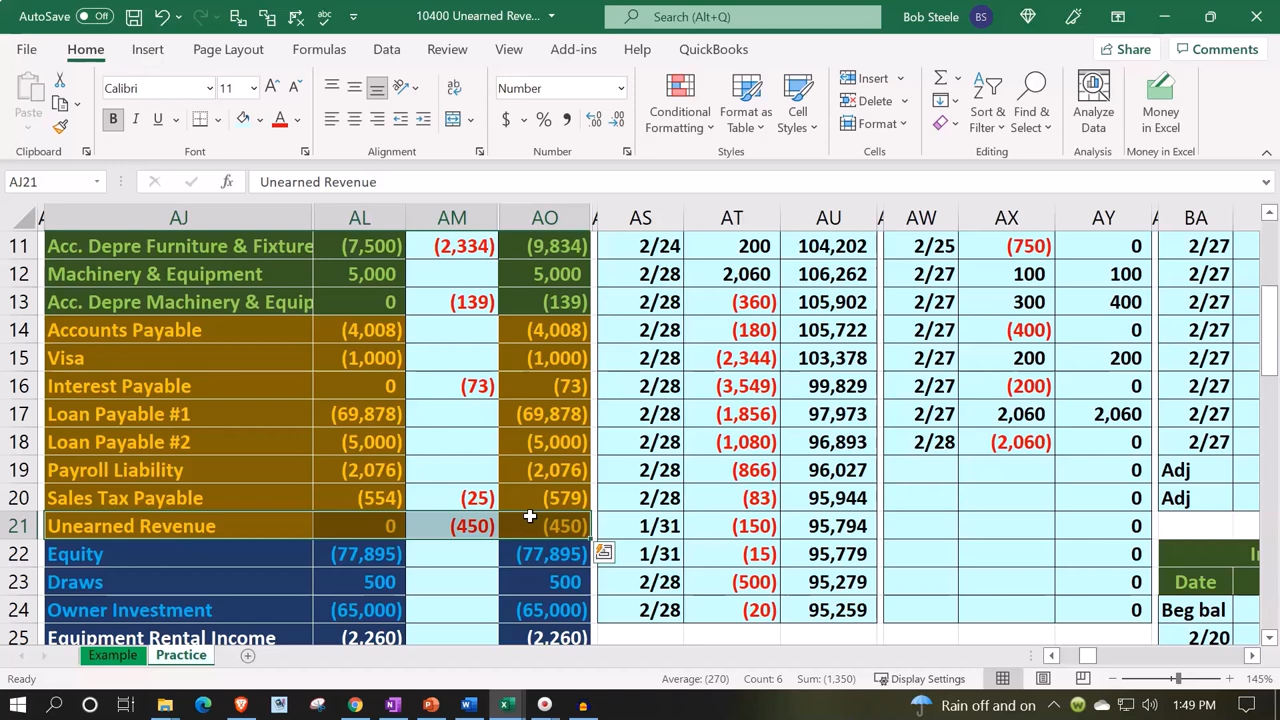 AutoSave Off 10400 Unearned Reve... Search (Alt+Q) Bob Steele BS
File Home Insert Page Layout Formulas Data Review View Add-ins Help QuickBooks Share Comments
Paste Calibri 11 Number Conditional Format as Cell Insert Delete Format Sort & Find & Analyze Money
B I U $ % Formatting Table Styles Filter Select Data in Excel
Clipboard Font Alignment Number Styles Cells Editing Analysis Money in Excel
AJ21 fx Unearned Revenue
AJ AL AM AO AS AT AU AW AX AY BA
11 Acc. Depre Furniture & Fixture (7,500) (2,334) (9,834) 2/24 200 104,202 2/25 (750) 0 2/27
12 Machinery & Equipment 5,000 5,000 2/28 2,060 106,262 2/27 100 100 2/27
13 Acc. Depre Machinery & Equip 0 (139) (139) 2/28 (360) 105,902 2/27 300 400 2/27
14 Accounts Payable (4,008) (4,008) 2/28 (180) 105,722 2/27 (400) 0 2/27
15 Visa (1,000) (1,000) 2/28 (2,344) 103,378 2/27 200 200 2/27
16 Interest Payable 0 (73) (73) 2/28 (3,549) 99,829 2/27 (200) 0 2/27
17 Loan Payable #1 (69,878) (69,878) 2/28 (1,856) 97,973 2/27 2,060 2,060 2/27
18 Loan Payable #2 (5,000) (5,000) 2/28 (1,080) 96,893 2/28 (2,060) 0 2/27
19 Payroll Liability (2,076) (2,076) 2/28 (866) 96,027 0 Adj
20 Sales Tax Payable (554) (25) (579) 2/28 (83) 95,944 0 Adj
21 Unearned Revenue 0 (450) (450) 1/31 (150) 95,794 0
22 Equity (77,895) (77,895) 1/31 (15) 95,779 0
23 Draws 500 500 2/28 (500) 95,279 0 Date
24 Owner Investment (65,000) (65,000) 2/28 (20) 95,259 0 Beg bal
25 Equipment Rental Income (2,260) (2,260) 2/20
Example Practice
Ready Average: (270) Count: 6 Sum: (1,350) Display Settings 145%
Rain off and on 1:49 PM